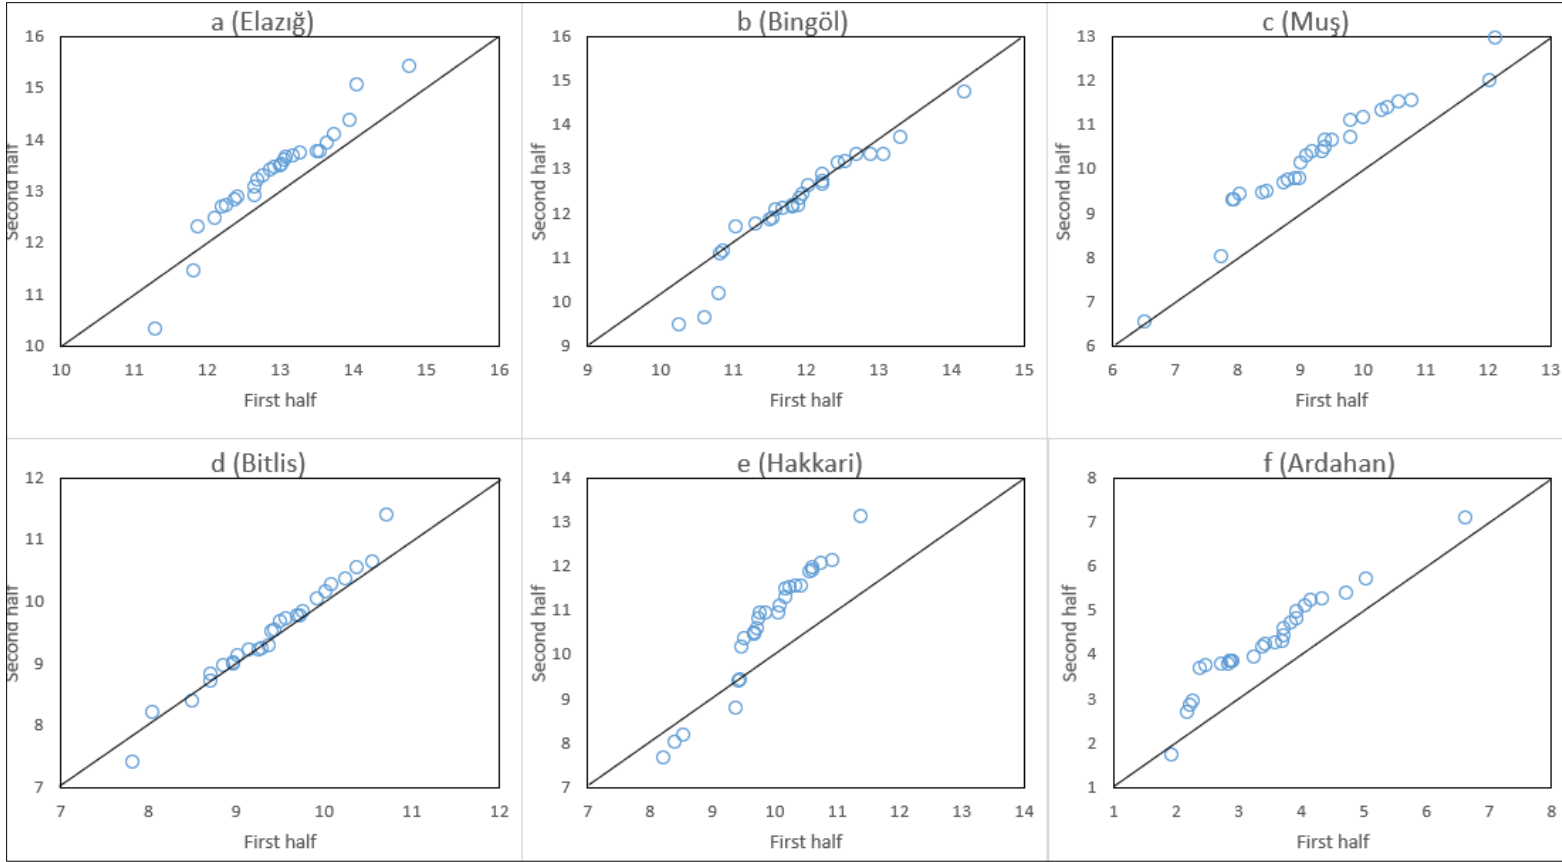 a (Elazığ)
16
15
14
13
12
11
10
Second half
10 11 12 13 14 15 16
First half
b (Bingöl)
16
15
14
13
12
11
10
9
Second half
9 10 11 12 13 14 15
First half
c (Muş)
13
12
11
10
9
8
7
6
Second half
6 7 8 9 10 11 12 13
First half
d (Bitlis)
12
11
10
9
8
7
Second half
7 8 9 10 11 12
First half
e (Hakkari)
14
13
12
11
10
9
8
7
Second half
7 8 9 10 11 12 13 14
First half
f (Ardahan)
8
7
6
5
4
3
2
1
Second half
1 2 3 4 5 6 7 8
First half